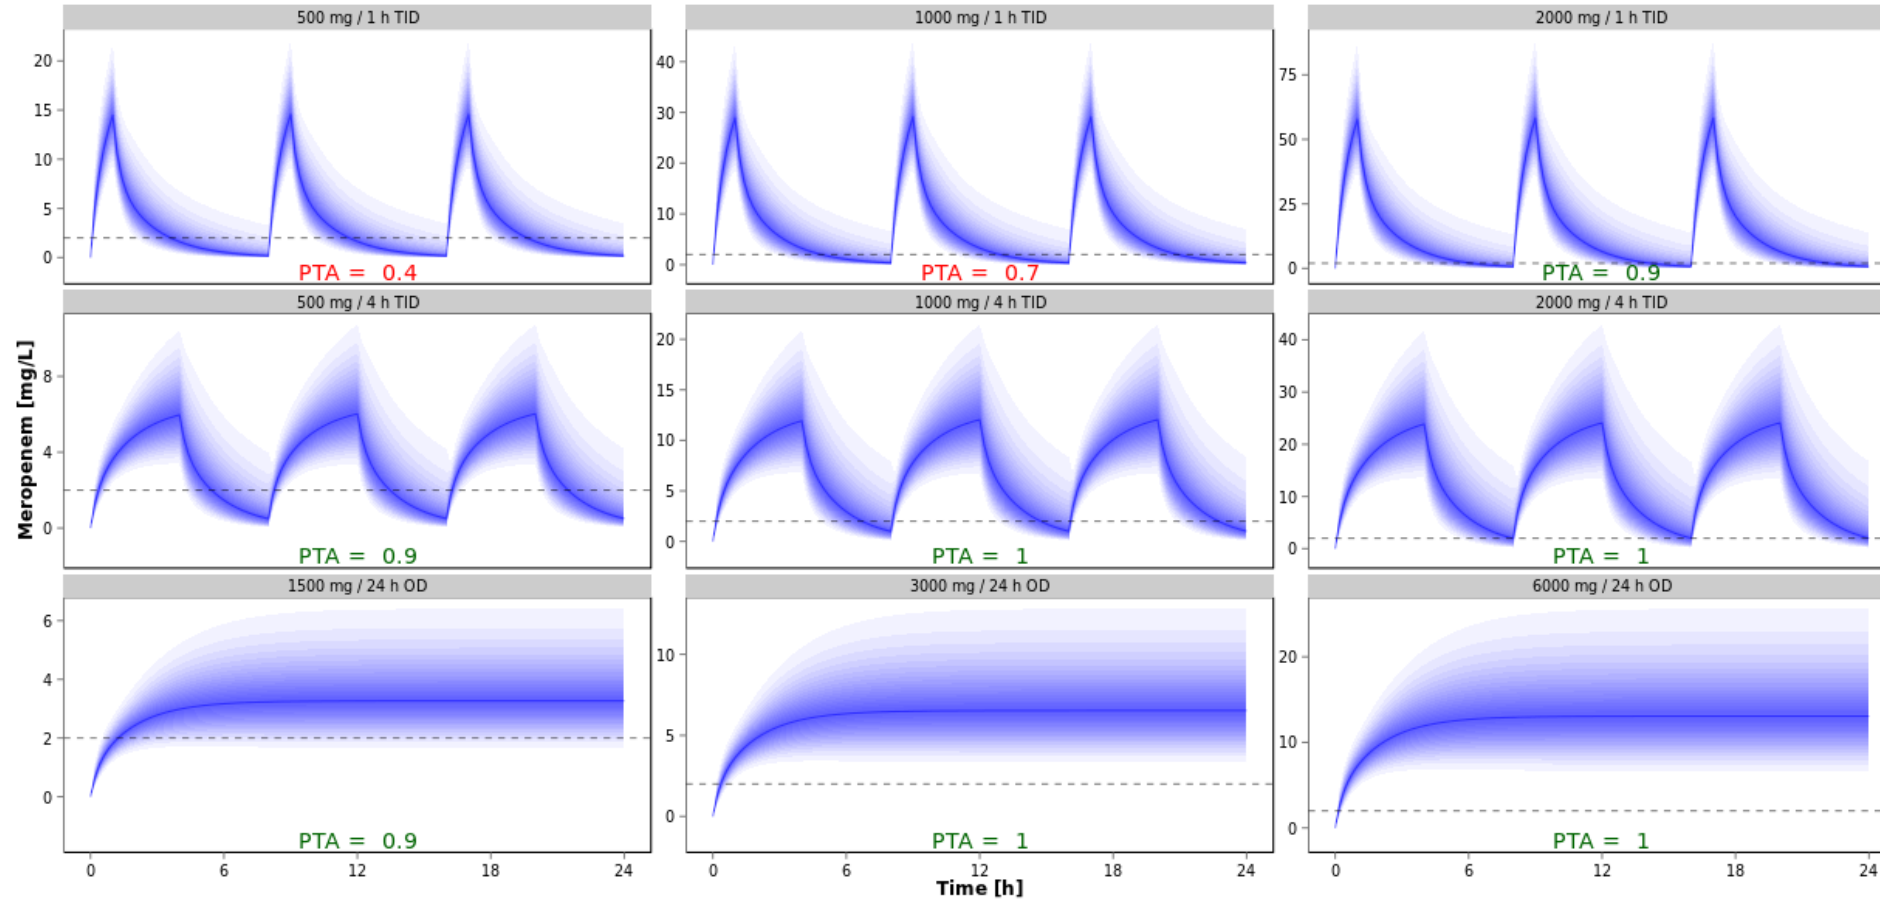 500 mg / 1 h TID
1000 mg / 1 h TID
2000 mg / 1 h TID
20
15
10
5
0
PTA = 0.4
40
30
20
10
0
PTA = 0.7
75
50
25
0
PTA = 0.9
500 mg / 4 h TID
1000 mg / 4 h TID
2000 mg / 4 h TID
Meropenem [mg/L]
8
4
0
PTA = 0.9
20
15
10
5
0
PTA = 1
40
30
20
10
0
PTA = 1
1500 mg / 24 h OD
3000 mg / 24 h OD
6000 mg / 24 h OD
6
4
2
0
PTA = 0.9
10
5
0
PTA = 1
20
10
0
PTA = 1
0 6 12 18 24
0 6 12 18 24
0 6 12 18 24
Time [h]